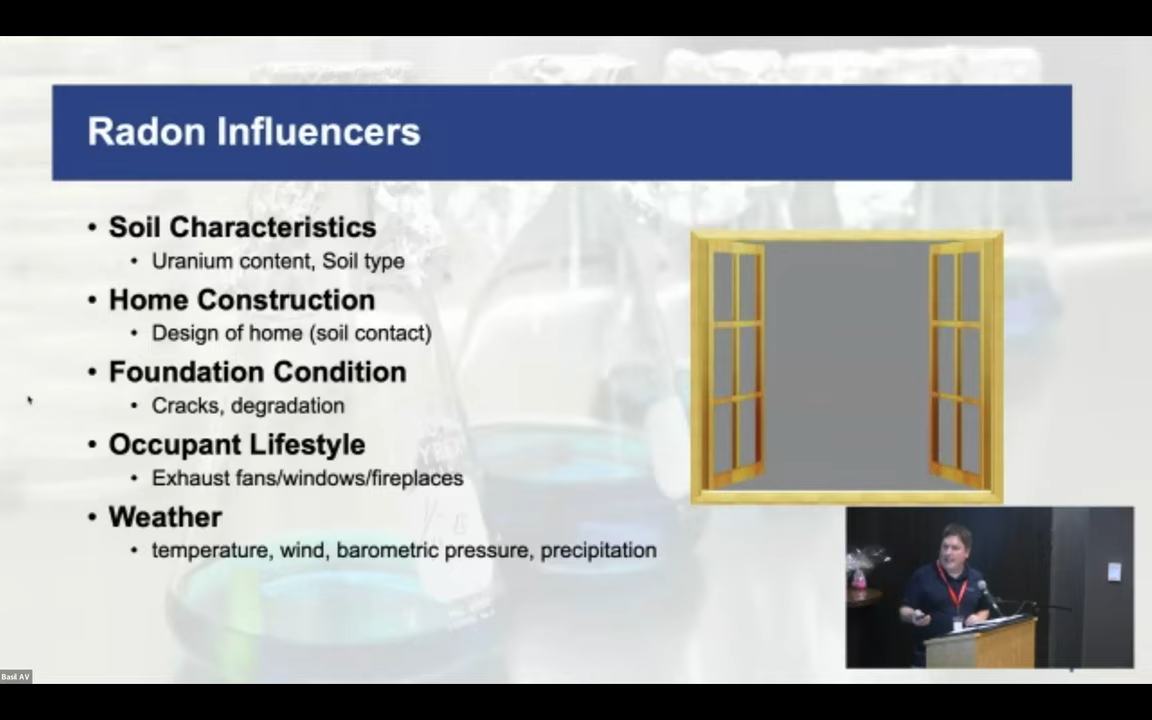 Radon Influencers
• Soil Characteristics
• Uranium content, Soil type
• Home Construction
• Design of home (soil contact)
• Foundation Condition
• Cracks, degradation
• Occupant Lifestyle
• Exhaust fans/windows/fireplaces
• Weather
• temperature, wind, barometric pressure, precipitation
Basil AV